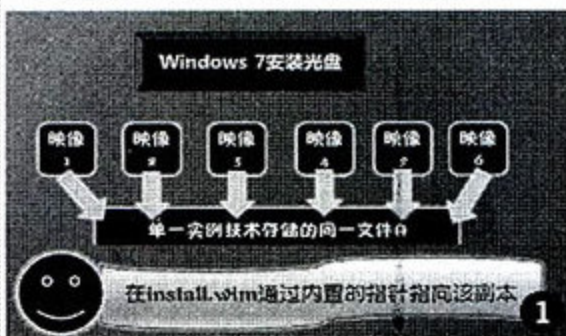 Windows 7安装光盘
映像 映像 映像 映像 映像 映像
1 2 3 4 5 6
单一实例技术存储的同一文件A
在install.wim通过内置的指针指向该副本
1